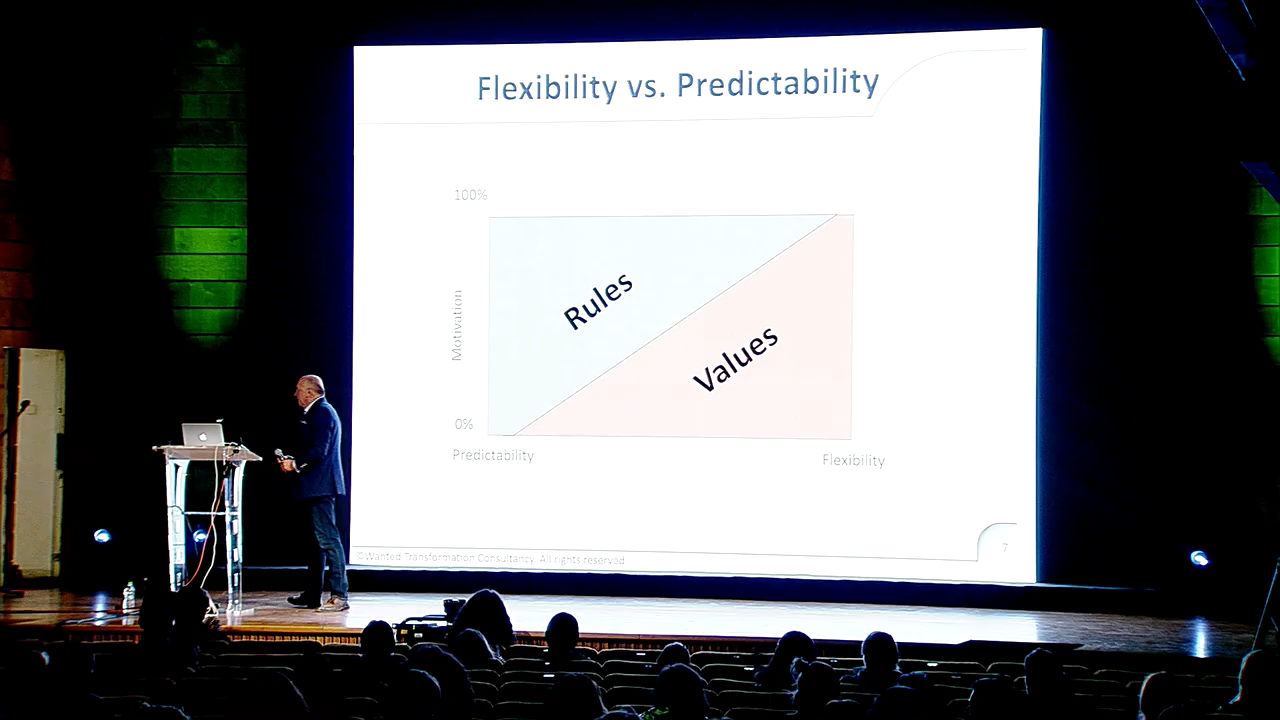 Flexibility vs. Predictability
100%
Motivation
Rules
Values
0%
Predictability
Flexibility
©Wanted Transformation Consultancy. All rights reserved
7